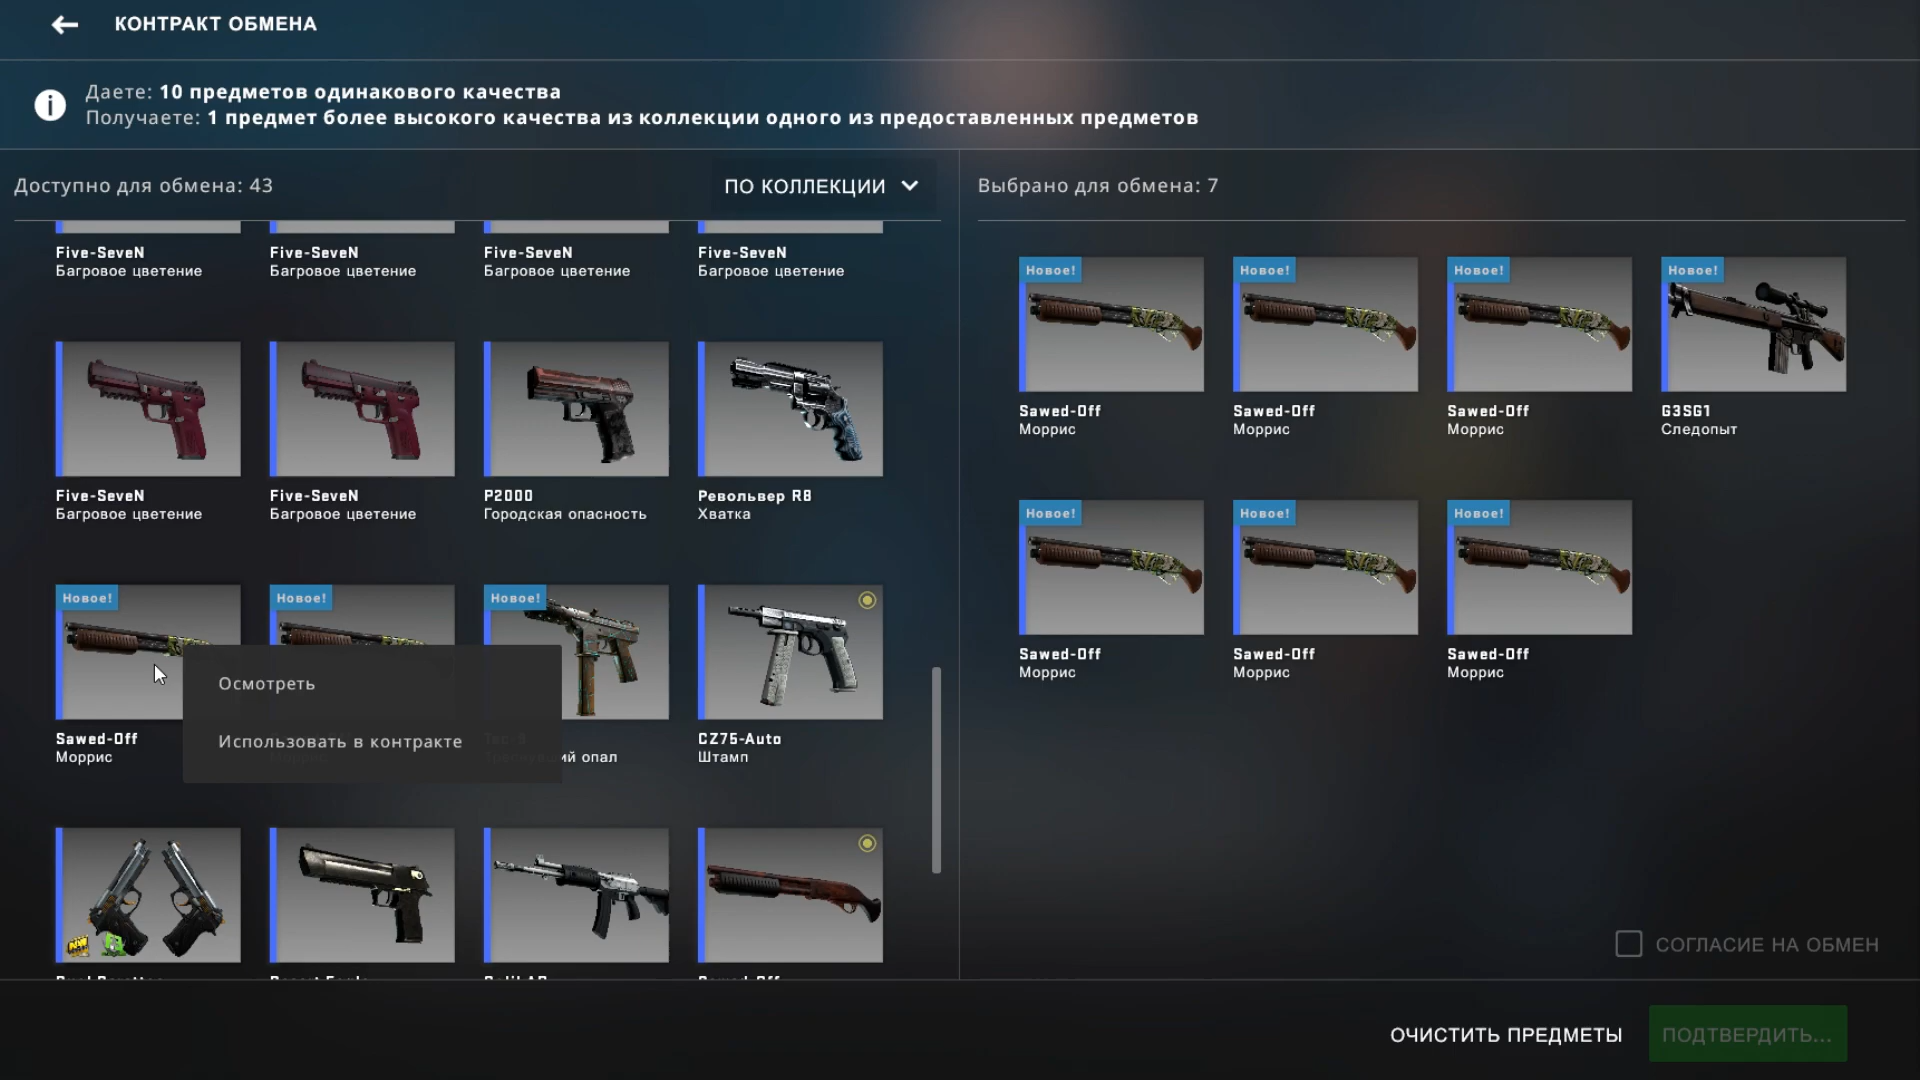 КОНТРАКТ ОБМЕНА
Даете: 10 предметов одинакового качества
Получаете: 1 предмет более высокого качества из коллекции одного из предоставленных предметов
Доступно для обмена: 43
ПО КОЛЛЕКЦИИ
Выбрано для обмена: 7
Five-SeveN
Багровое цветение
Five-SeveN
Багровое цветение
Five-SeveN
Багровое цветение
Five-SeveN
Багровое цветение
Five-SeveN
Багровое цветение
Five-SeveN
Багровое цветение
P2000
Городская опасность
Револьвер R8
Хватка
Новое!
Sawed-Off
Моррис
Новое!
Моррис
Новое!
Tec-9
Треснувший опал
CZ75-Auto
Штамп
Осмотреть
Использовать в контракте
Новое!
Sawed-Off
Моррис
Новое!
Sawed-Off
Моррис
Новое!
Sawed-Off
Моррис
Новое!
G3SG1
Следопыт
Новое!
Sawed-Off
Моррис
Новое!
Sawed-Off
Моррис
Новое!
Sawed-Off
Моррис
СОГЛАСИЕ НА ОБМЕН
ОЧИСТИТЬ ПРЕДМЕТЫ
ПОДТВЕРДИТЬ...